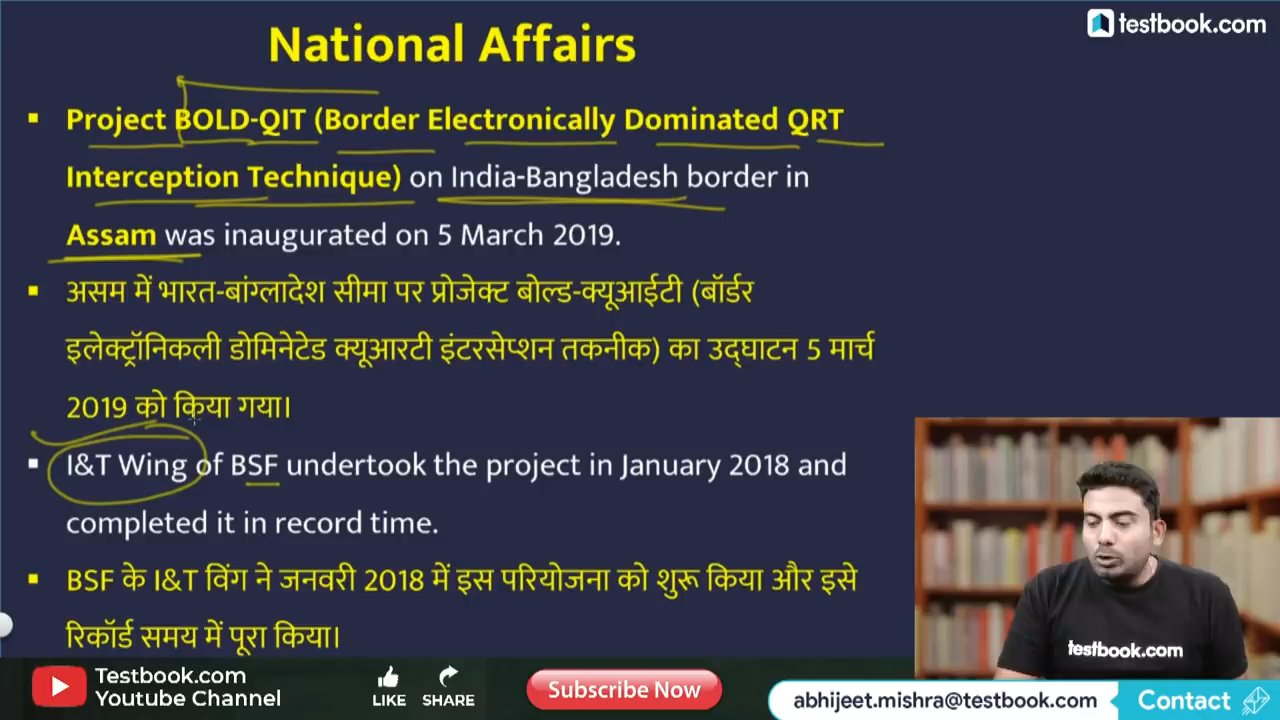 National Affairs
testbook.com
Project BOLD-QIT (Border Electronically Dominated QRT
Interception Technique) on India-Bangladesh border in
Assam was inaugurated on 5 March 2019.
असम में भारत-बांग्लादेश सीमा पर प्रोजेक्ट बोल्ड-क्यूआईटी (बॉर्डर
इलेक्ट्रॉनिकली डोमिनेटेड क्यूआरटी इंटरसेप्शन तकनीक) का उद्घाटन 5 मार्च
2019 को किया गया।
I&T Wing of BSF undertook the project in January 2018 and
completed it in record time.
BSF के I&T विंग ने जनवरी 2018 में इस परियोजना को शुरू किया और इसे
रिकॉर्ड समय में पूरा किया।
testbook.com
Testbook.com
Youtube Channel
LIKE
SHARE
Subscribe Now
abhijeet.mishra@testbook.com
Contact